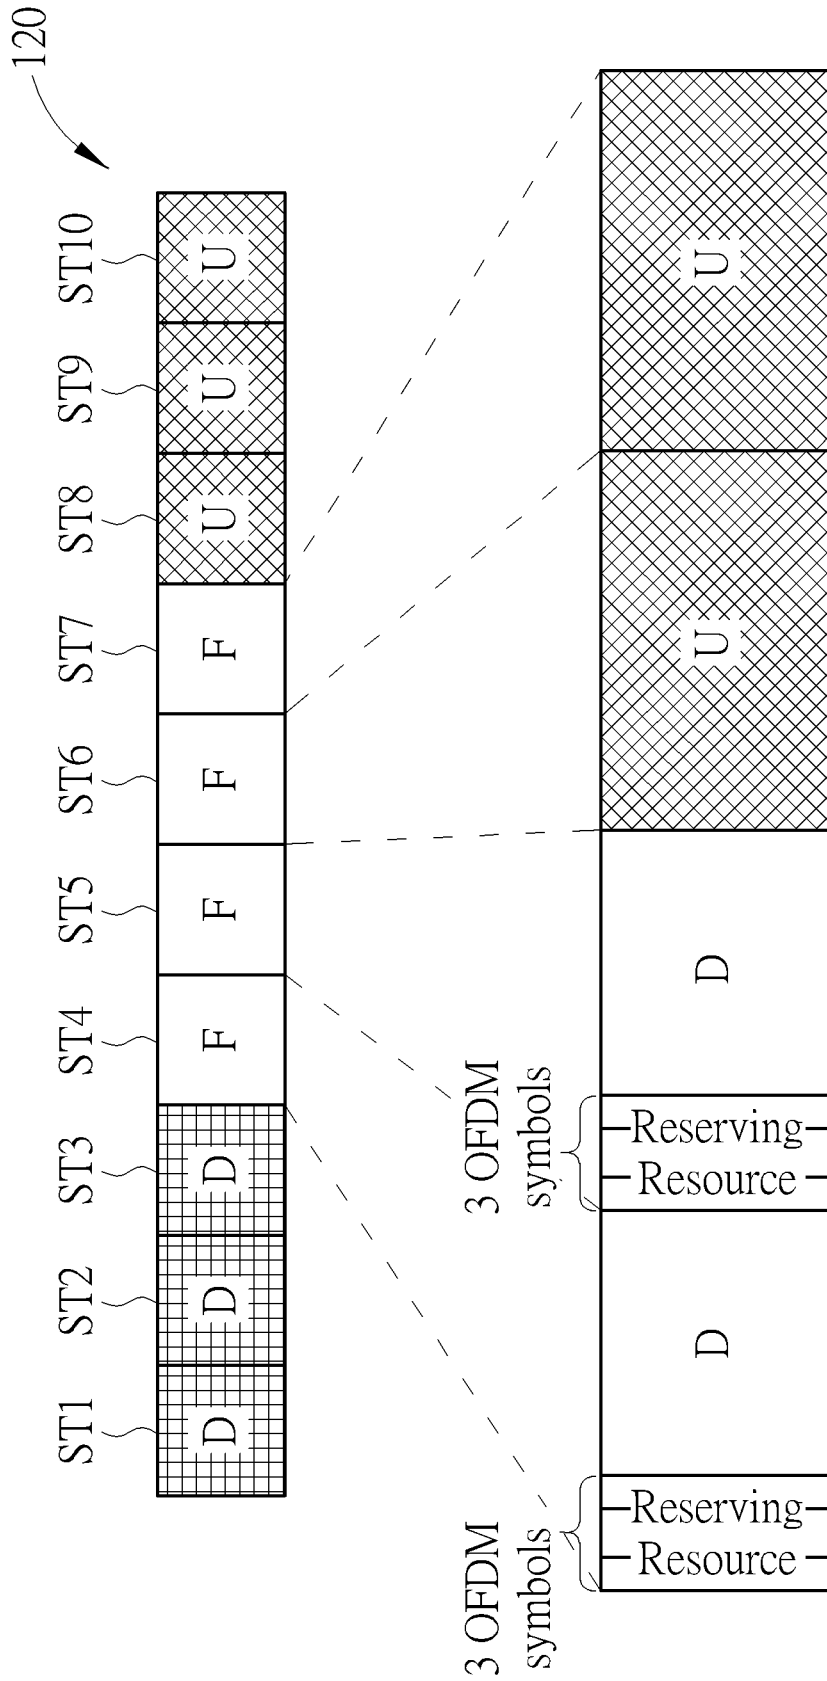 120
ST1 ST2 ST3 ST4 ST5 ST6 ST7 ST8 ST9 ST10
D D D F F F F U U U
3 OFDM
symbols
3 OFDM
symbols
Reserving
Resource
D
Reserving
Resource
D
U
U